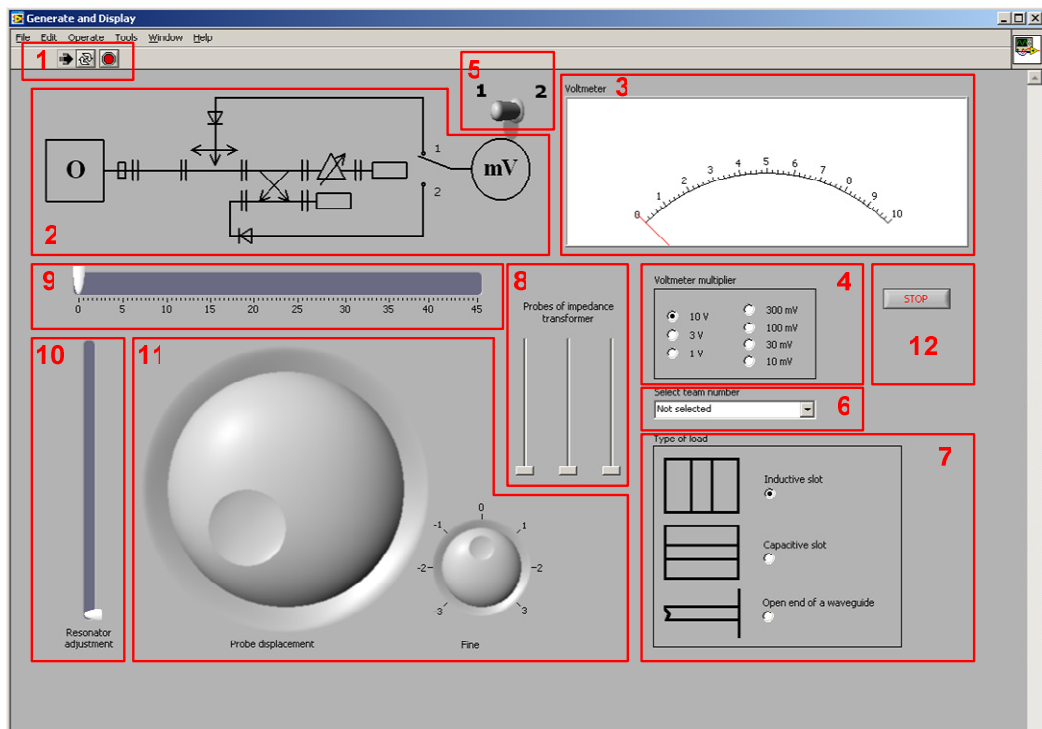 Generate and Display
File Edit Operate Tools Window Help
1
5
1 2
Voltmeter 3
O
1
mV
2
2
0 1 2 3 4 5 6 7 0 9 10
9
0 5 10 15 20 25 30 35 40 45
8
Probes of impedance
transformer
Voltmeter multiplier 4
10 V 300 mV
3 V 100 mV
1 V 30 mV
10 mV
STOP
12
Select team number
Not selected 6
10
11
Type of load 7
Inductive slot
Capacitive slot
Open end of a waveguide
0
-1 1
-2 2
3 3
Resonator
adjustment
Probe displacement
Fine